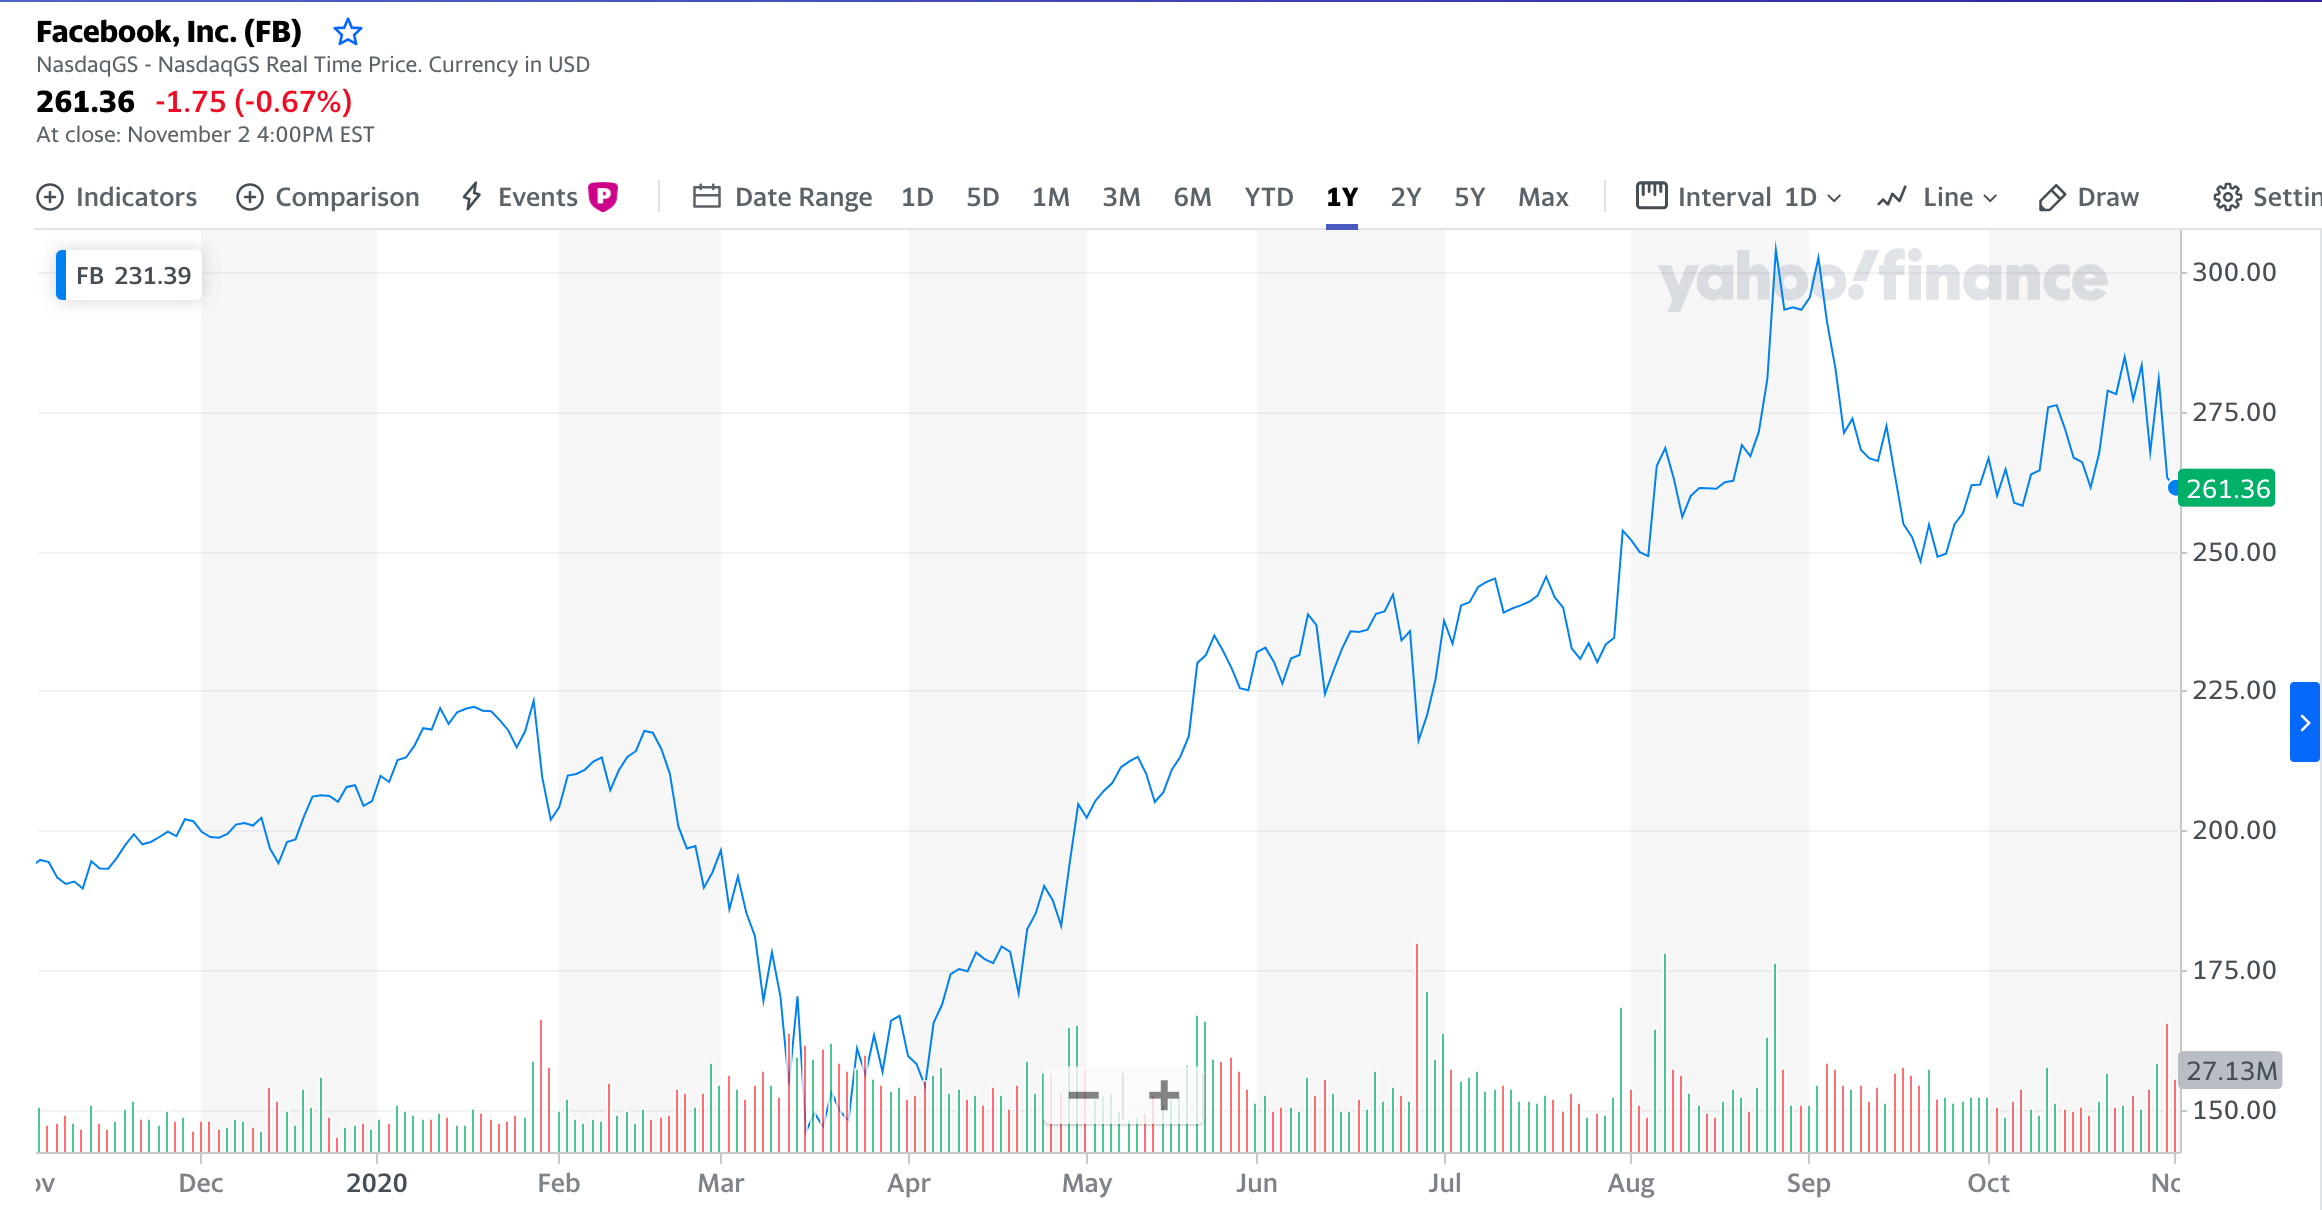 Facebook, Inc. (FB)
NasdaqGS - NasdaqGS Real Time Price. Currency in USD
261.36 -1.75 (-0.67%)
At close: November 2 4:00PM EST
Indicators Comparison Events P Date Range 1D 5D 1M 3M 6M YTD 1Y 2Y 5Y Max Interval 1D Line Draw Settin
FB 231.39
yahoo!finance
300.00
275.00
261.36
250.00
225.00
200.00
175.00
27.13M
150.00
ov Dec 2020 Feb Mar Apr May Jun Jul Aug Sep Oct No